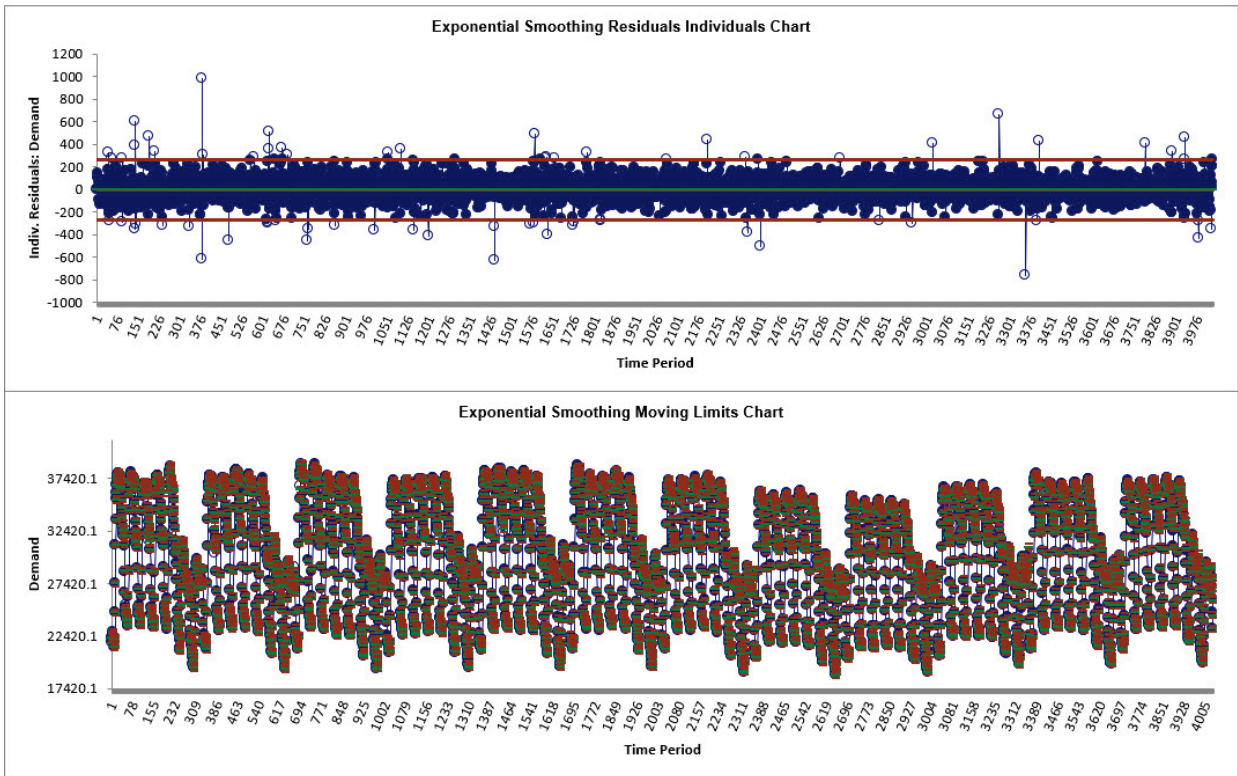 Exponential Smoothing Residuals Individuals Chart
Indiv. Residuals: Demand
1200
1000
800
600
400
200
0
-200
-400
-600
-800
-1000
1 76 151 226 301 376 451 526 601 676 751 826 901 976 1051 1126 1201 1276 1351 1426 1501 1576 1651 1726 1801 1876 1951 2026 2101 2176 2251 2326 2401 2476 2551 2626 2701 2776 2851 2926 3001 3076 3151 3226 3301 3376 3451 3526 3601 3676 3751 3826 3901 3976
Time Period
Exponential Smoothing Moving Limits Chart
Demand
37420.1
32420.1
27420.1
22420.1
17420.1
1 78 155 232 309 386 463 540 617 694 771 848 925 1002 1079 1156 1233 1310 1387 1464 1541 1618 1695 1772 1849 1926 2003 2080 2157 2234 2311 2388 2465 2542 2619 2696 2773 2850 2927 3004 3081 3158 3235 3312 3389 3466 3543 3620 3697 3774 3851 3928 4005
Time Period